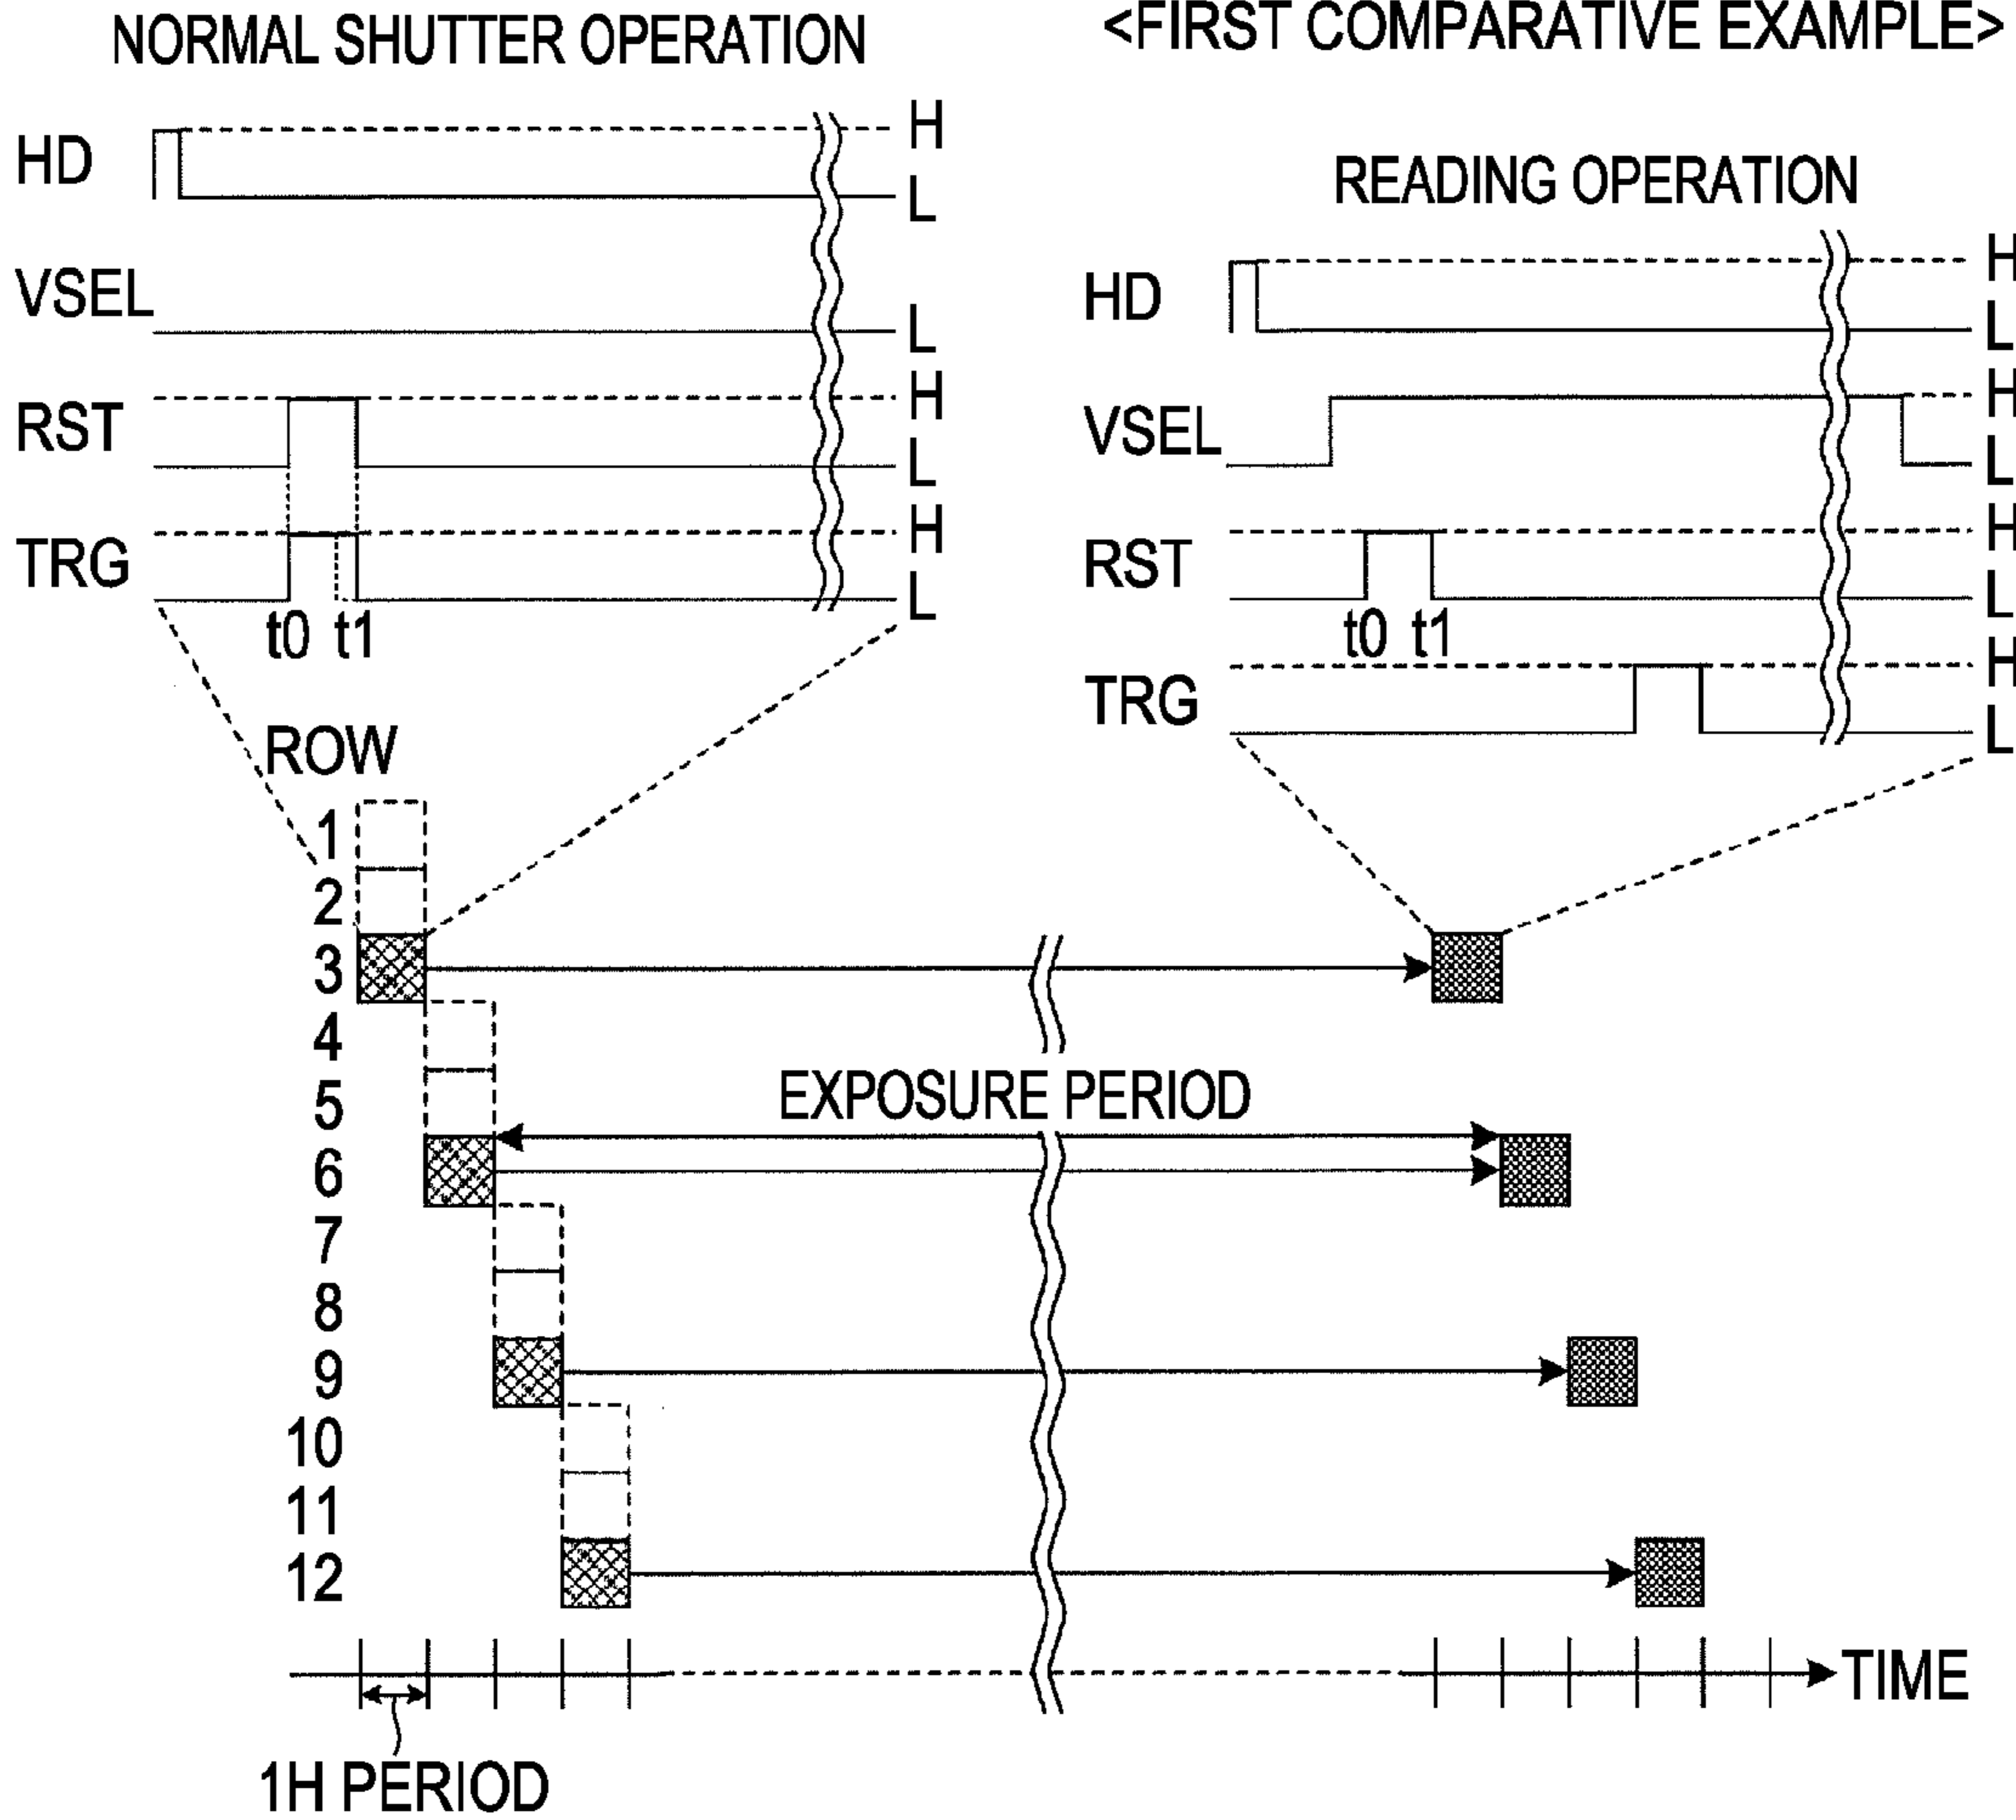 NORMAL SHUTTER OPERATION
<FIRST COMPARATIVE EXAMPLE>
HD
H
L
VSEL
L
RST
H
L
TRG
H
L
t0 t1
READING OPERATION
HD
H
L
VSEL
H
L
RST
H
L
t0 t1
TRG
H
L
ROW
1
2
3
4
5
EXPOSURE PERIOD
6
7
8
9
10
11
12
TIME
1H PERIOD